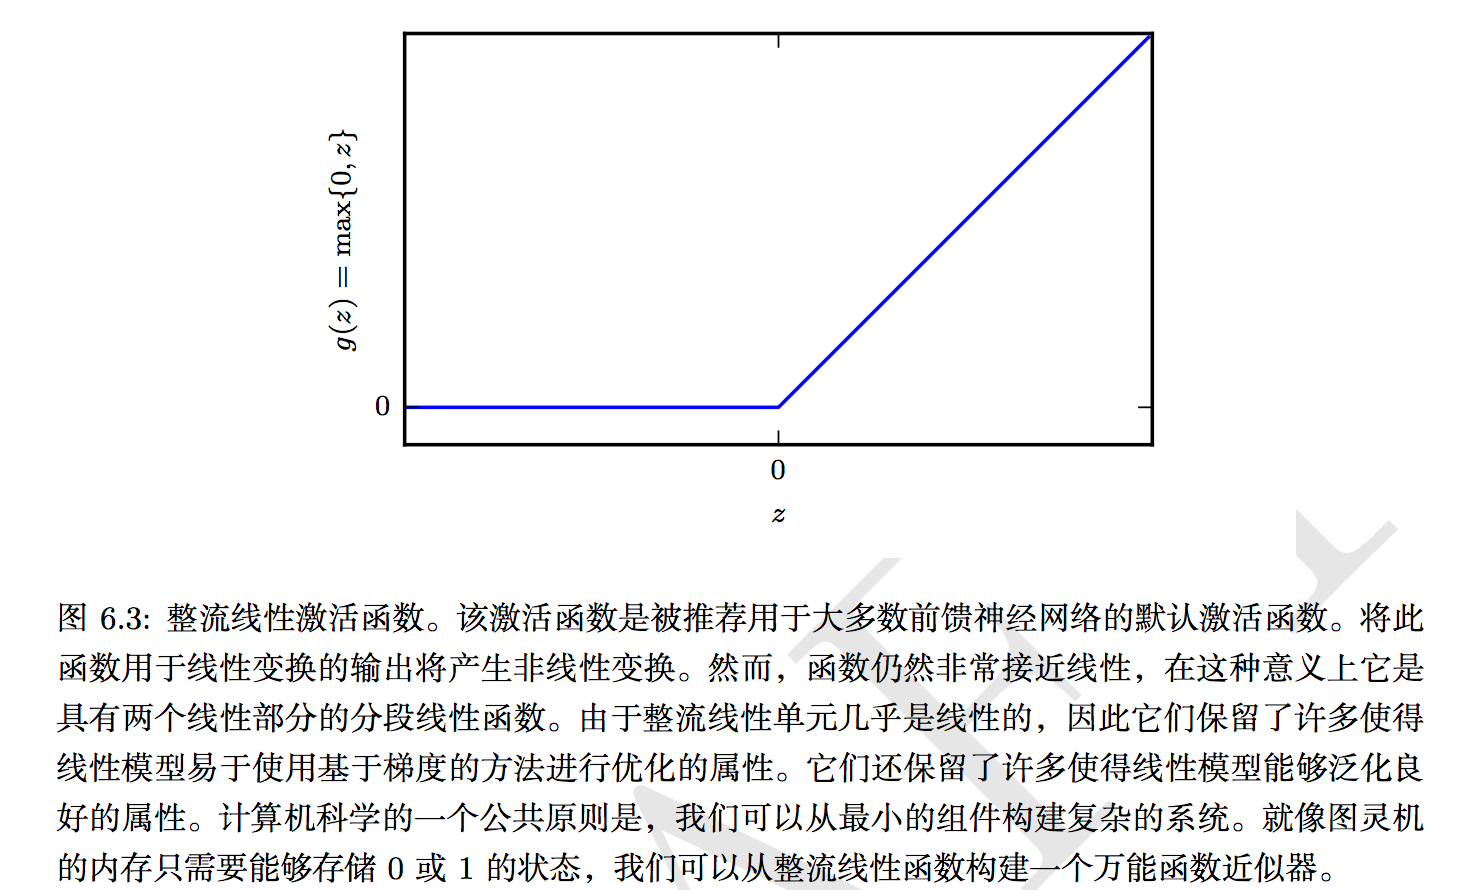 g(z) = max{0, z}
0
0
z
图 6.3: 整流线性激活函数。该激活函数是被推荐用于大多数前馈神经网络的默认激活函数。将此
函数用于线性变换的输出将产生非线性变换。然而，函数仍然非常接近线性，在这种意义上它是
具有两个线性部分的分段线性函数。由于整流线性单元几乎是线性的，因此它们保留了许多使得
线性模型易于使用基于梯度的方法进行优化的属性。它们还保留了许多使得线性模型能够泛化良
好的属性。计算机科学的一个公共原则是，我们可以从最小的组件构建复杂的系统。就像图灵机
的内存只需要能够存储 0 或 1 的状态，我们可以从整流线性函数构建一个万能函数近似器。